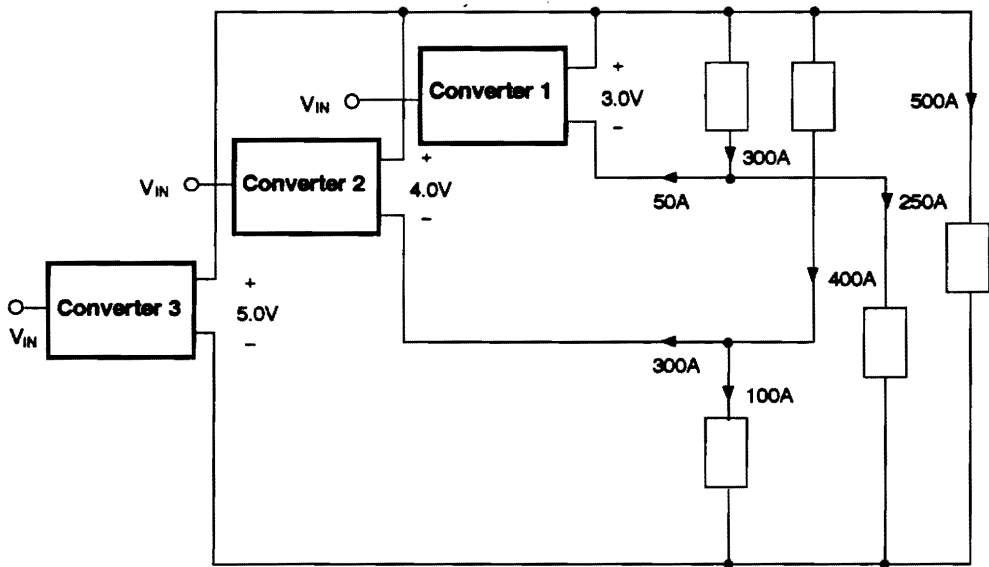 Converter 1
+
3.0V
−
VIN
500A
300A
Converter 2
+
4.0V
−
VIN
50A
250A
Converter 3
+
5.0V
−
VIN
400A
300A
100A